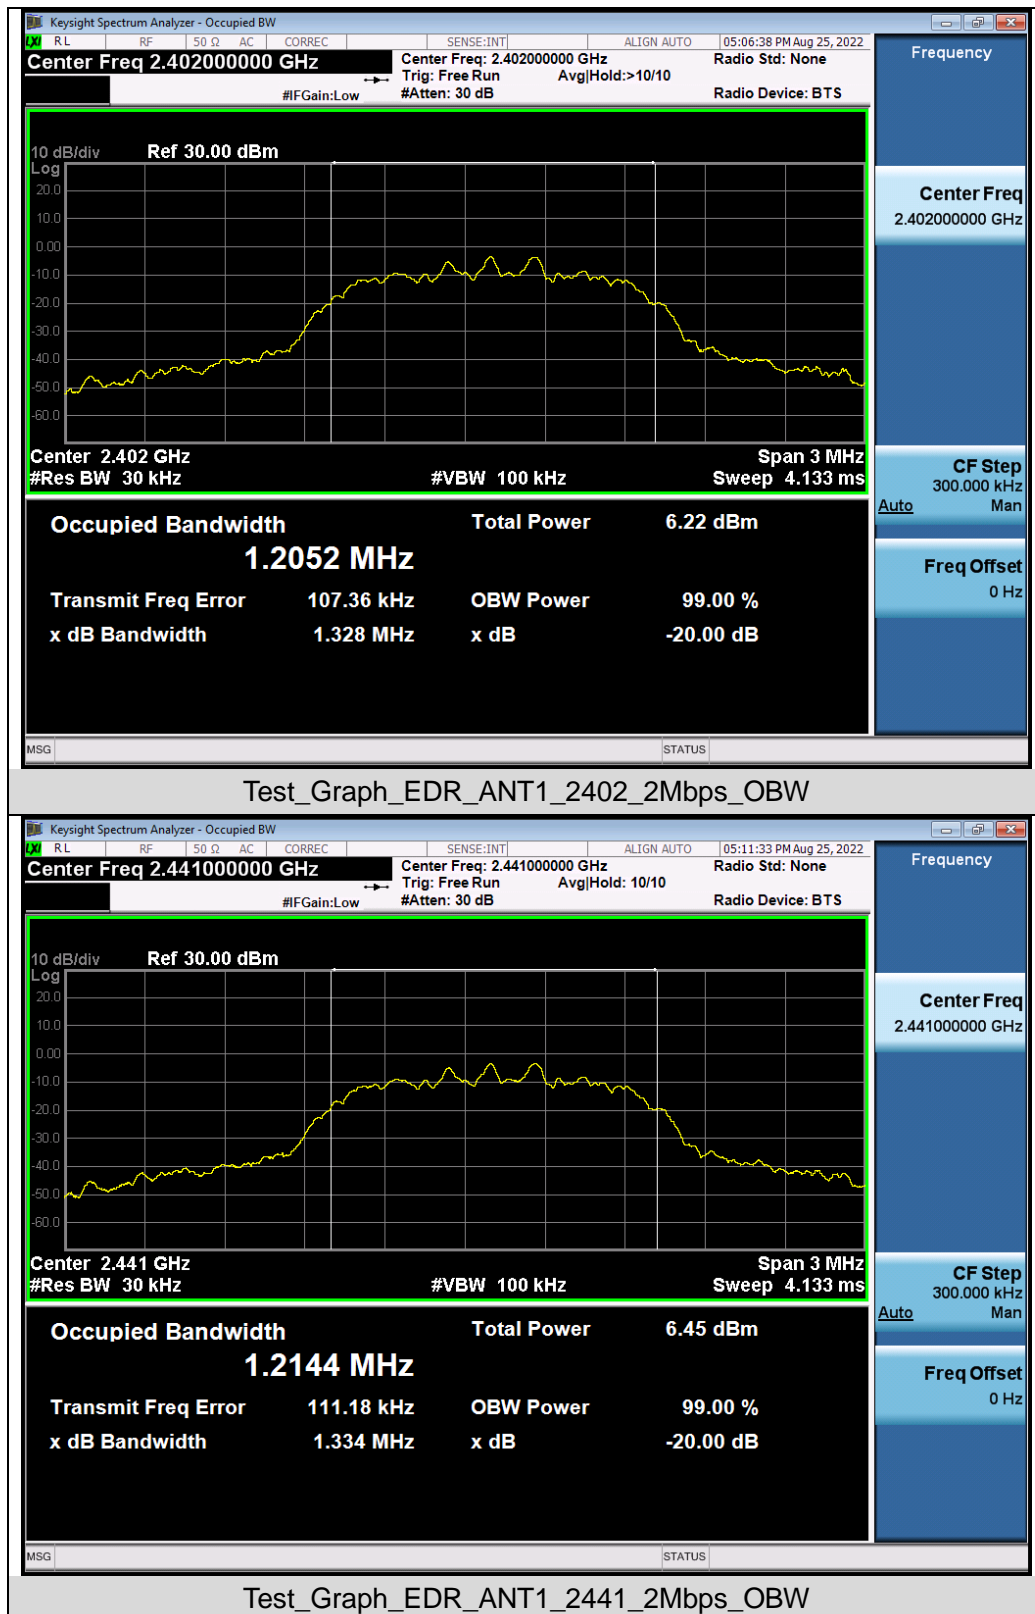 Keysight Spectrum Analyzer - Occupied BW
LXI RL RF 50 Ω AC CORREC SENSE:INT ALIGN AUTO 05:06:38 PM Aug 25, 2022
Center Freq 2.402000000 GHz
Center Freq: 2.402000000 GHz Radio Std: None
Trig: Free Run Avg|Hold:>10/10
#IFGain:Low #Atten: 30 dB Radio Device: BTS
Frequency
10 dB/div Ref 30.00 dBm
Log
20.0
10.0
0.00
-10.0
-20.0
-30.0
-40.0
-50.0
-60.0
Center 2.402 GHz Span 3 MHz
#Res BW 30 kHz #VBW 100 kHz Sweep 4.133 ms
Center Freq
2.402000000 GHz
CF Step
300.000 kHz
Auto Man
Freq Offset
0 Hz
Occupied Bandwidth Total Power 6.22 dBm
1.2052 MHz
Transmit Freq Error 107.36 kHz OBW Power 99.00 %
x dB Bandwidth 1.328 MHz x dB -20.00 dB
MSG STATUS
Test_Graph_EDR_ANT1_2402_2Mbps_OBW
Keysight Spectrum Analyzer - Occupied BW
LXI RL RF 50 Ω AC CORREC SENSE:INT ALIGN AUTO 05:11:33 PM Aug 25, 2022
Center Freq 2.441000000 GHz
Center Freq: 2.441000000 GHz Radio Std: None
Trig: Free Run Avg|Hold: 10/10
#IFGain:Low #Atten: 30 dB Radio Device: BTS
Frequency
10 dB/div Ref 30.00 dBm
Log
20.0
10.0
0.00
-10.0
-20.0
-30.0
-40.0
-50.0
-60.0
Center 2.441 GHz Span 3 MHz
#Res BW 30 kHz #VBW 100 kHz Sweep 4.133 ms
Center Freq
2.441000000 GHz
CF Step
300.000 kHz
Auto Man
Freq Offset
0 Hz
Occupied Bandwidth Total Power 6.45 dBm
1.2144 MHz
Transmit Freq Error 111.18 kHz OBW Power 99.00 %
x dB Bandwidth 1.334 MHz x dB -20.00 dB
MSG STATUS
Test_Graph_EDR_ANT1_2441_2Mbps_OBW